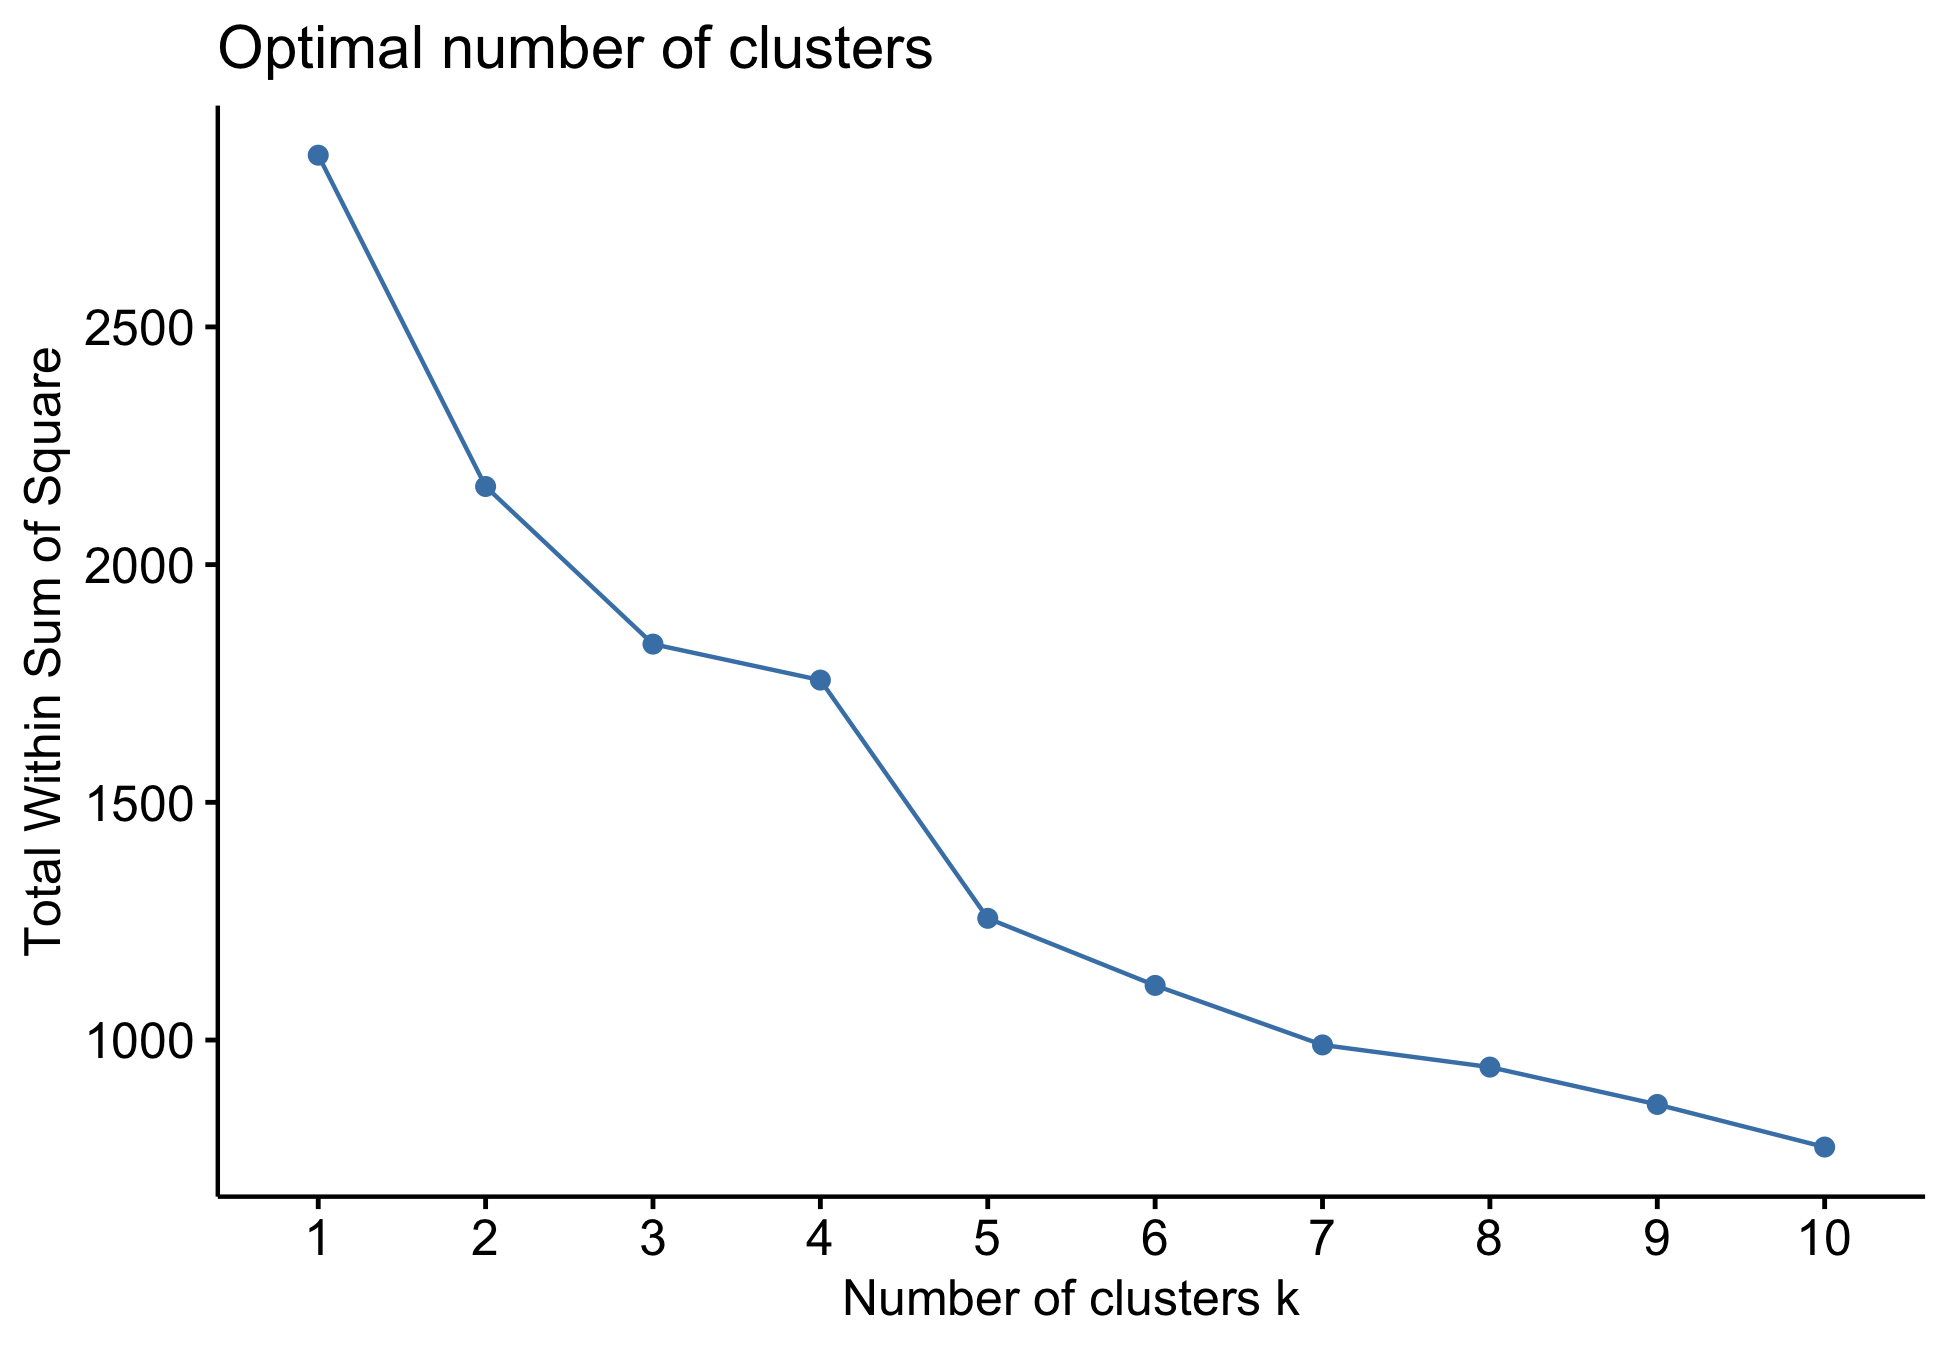 Optimal number of clusters
Total Within Sum of Square
2500
2000
1500
1000
1 2 3 4 5 6 7 8 9 10
Number of clusters k